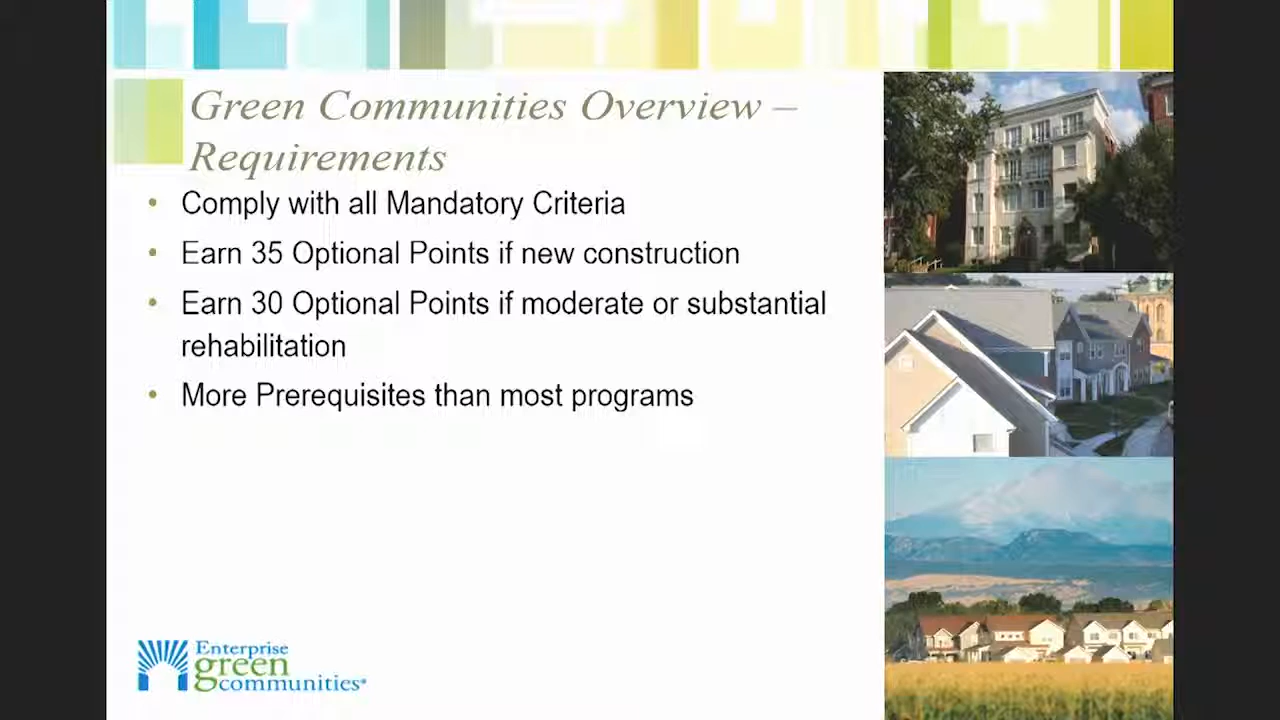 Green Communities Overview –
Requirements
• Comply with all Mandatory Criteria
• Earn 35 Optional Points if new construction
• Earn 30 Optional Points if moderate or substantial
rehabilitation
• More Prerequisites than most programs
Enterprise
green
communities®